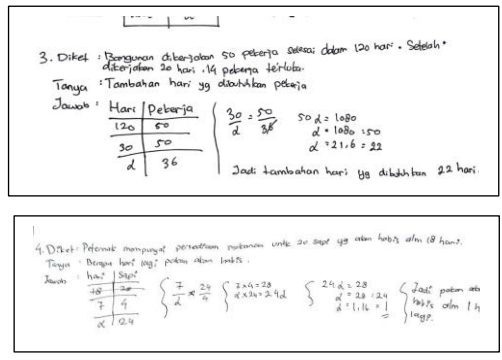 3. Diket : Bangunan dikerjakan 50 pekerja selesai dalam 120 hari. Setelah
dikerjakan 20 hari, 14 pekerja terluka.
Tanya : Tambahan hari yg dibutuhkan pekerja
Jawab :
Hari | Pekerja
120 | 50
30 | 50
d | 36
30/d = 50/36
50 d = 1080
d = 1080 : 50
d = 21,6 = 22
Jadi tambahan hari yg dibutuhkan 22 hari.
4. Diket : Peternak mempunyai persediaan makanan untk 20 sapi yg akan habis dlm 18 hari.
Tanya : Berapa hari lagi pakan akan habis.
Jawab :
hari | Sapi
18 | 20
7 | 4
d | 24
7/d = 24/4
7 x 4 = 28
d x 24 = 24d
24 d = 28
d = 28 : 24
d = 1,16 = 1
Jadi pakan
habis dlm 1 h
lagi.